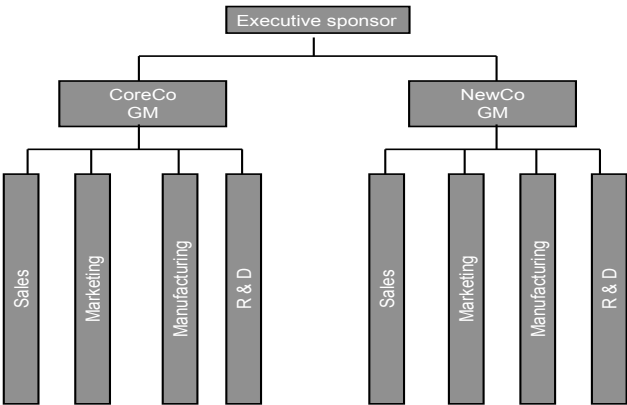 Executive sponsor
CoreCo
GM
NewCo
GM
Sales
Marketing
Manufacturing
R & D
Sales
Marketing
Manufacturing
R & D